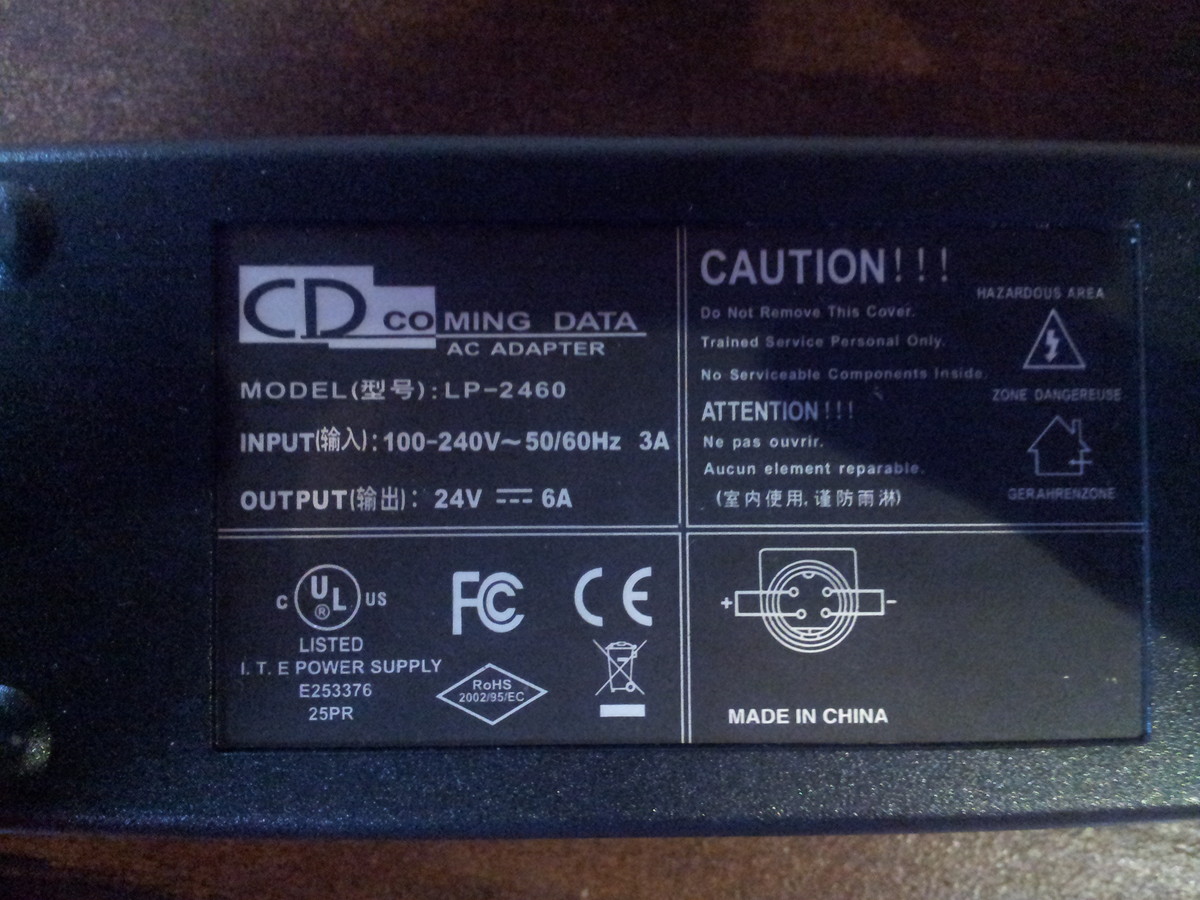 CD COMING DATA
AC ADAPTER
MODEL(型号):LP-2460
INPUT(输入):100-240V~50/60Hz 3A
OUTPUT(输出): 24V ⎓ 6A
CAUTION!!!
Do Not Remove This Cover.
Trained Service Personal Only.
No Serviceable Components Inside.
ATTENTION!!!
Ne pas ouvrir.
Aucun element reparable.
(室内使用,谨防雨淋)
HAZARDOUS AREA
ZONE DANGEREUSE
GERAHRENZONE
C UL ® US
LISTED
I.T.E POWER SUPPLY
E253376
25PR
FC
CE
RoHS
2002/95/EC
+ -
MADE IN CHINA